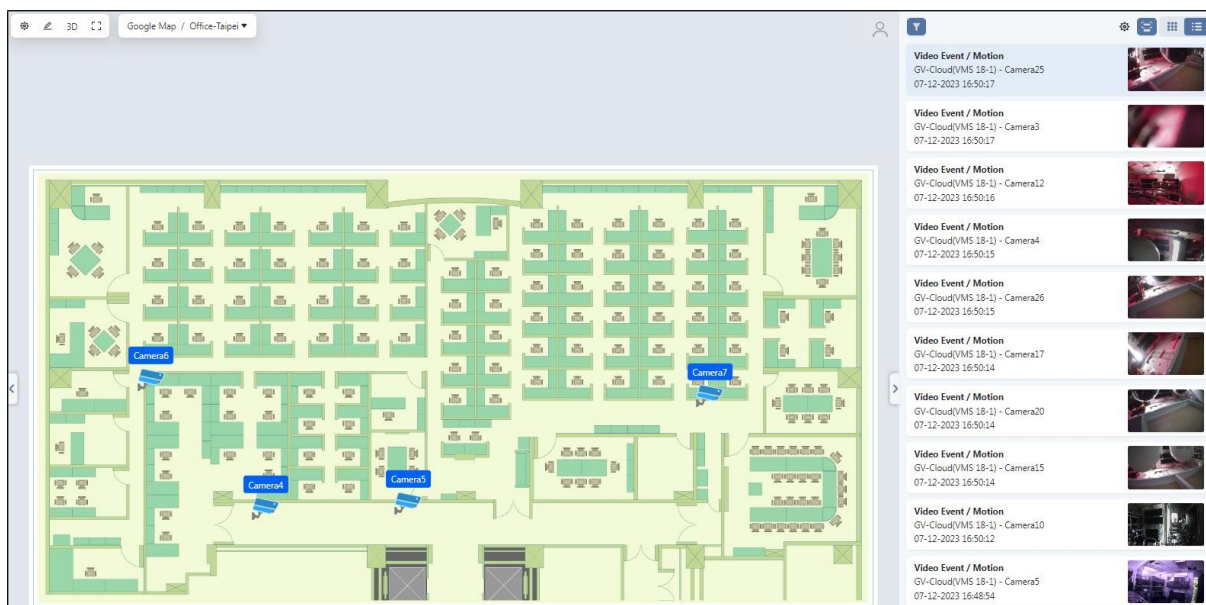 3D
Google Map / Office-Taipei
Camera6
Camera7
Camera4
Camera5
Video Event / Motion
GV-Cloud(VMS 18-1) - Camera25
07-12-2023 16:50:17
Video Event / Motion
GV-Cloud(VMS 18-1) - Camera3
07-12-2023 16:50:17
Video Event / Motion
GV-Cloud(VMS 18-1) - Camera12
07-12-2023 16:50:16
Video Event / Motion
GV-Cloud(VMS 18-1) - Camera4
07-12-2023 16:50:15
Video Event / Motion
GV-Cloud(VMS 18-1) - Camera26
07-12-2023 16:50:15
Video Event / Motion
GV-Cloud(VMS 18-1) - Camera17
07-12-2023 16:50:14
Video Event / Motion
GV-Cloud(VMS 18-1) - Camera20
07-12-2023 16:50:14
Video Event / Motion
GV-Cloud(VMS 18-1) - Camera15
07-12-2023 16:50:14
Video Event / Motion
GV-Cloud(VMS 18-1) - Camera10
07-12-2023 16:50:12
Video Event / Motion
GV-Cloud(VMS 18-1) - Camera5
07-12-2023 16:48:54